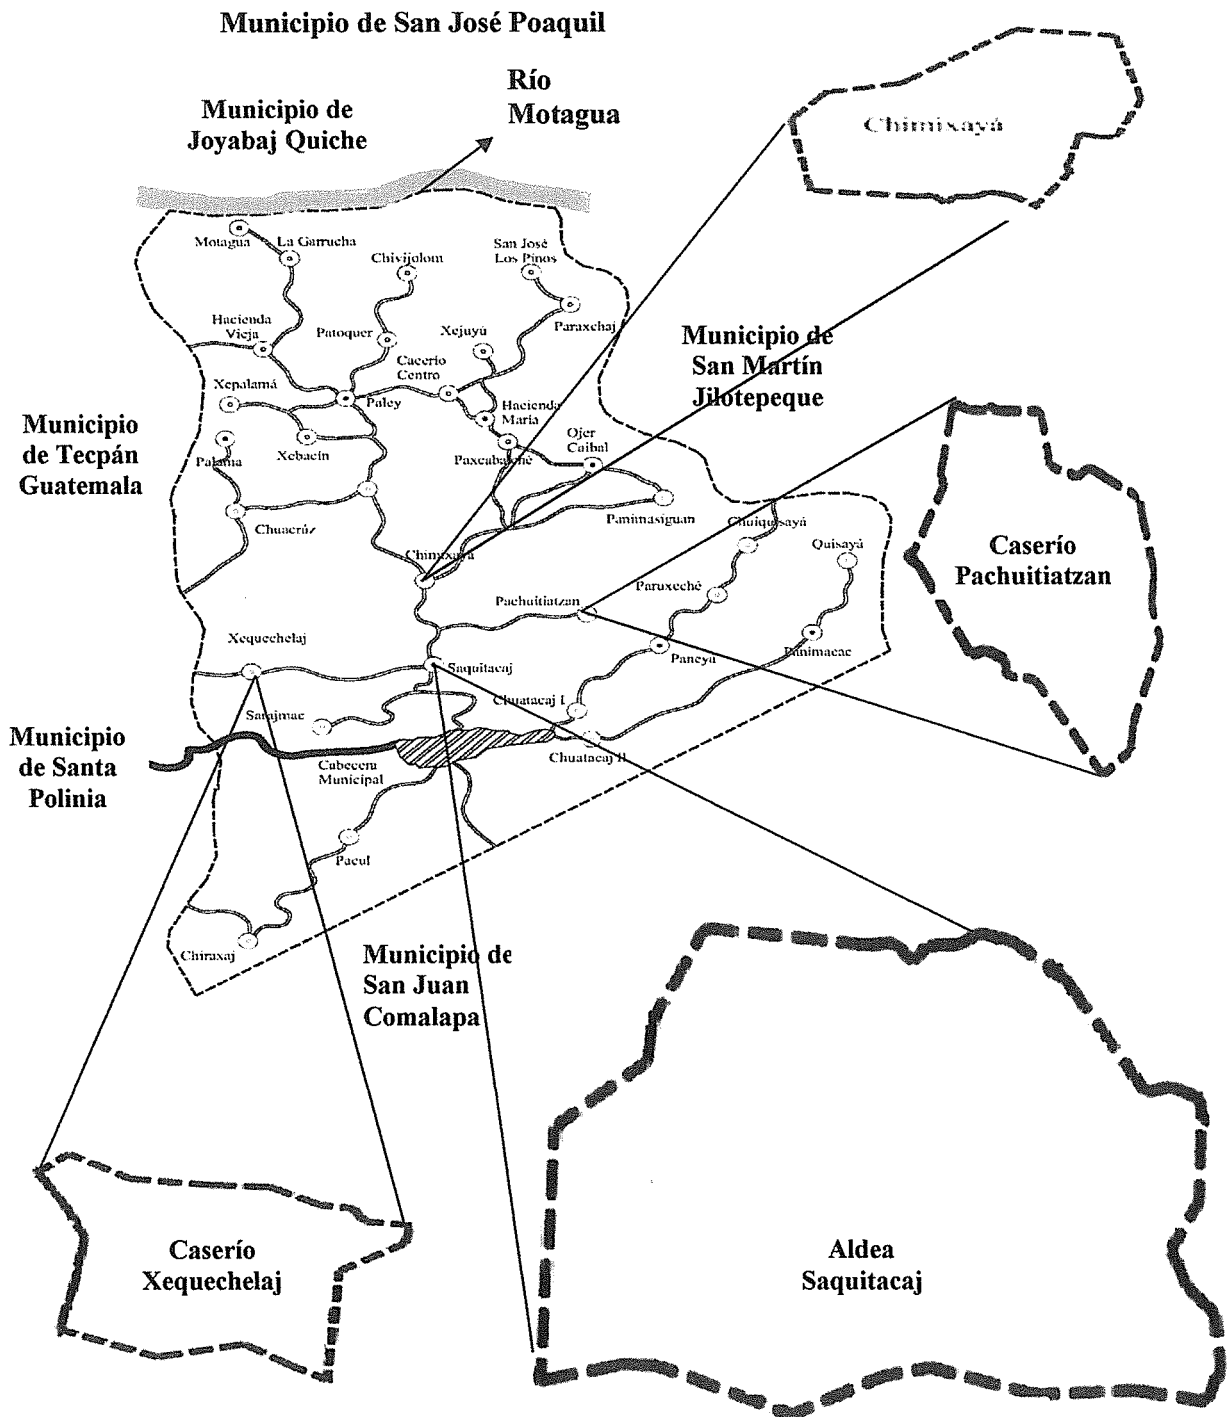 Municipio de San José Poaquil
Río
Motagua
Municipio de
Joyabaj Quiche
Chimixayá
Motagua
La Garrucha
Chivijolom
San José
Los Pinos
Hacienda
Vieja
Patoquer
Xejuyú
Paraxchaj
Municipio de
San Martín
Jilotepeque
Cacerío
Centro
Xepalamá
Paley
Hacienda
María
Municipio
de Tecpán
Guatemala
Palamá
Xebacín
Paxcabalché
Ojer
Caibal
Chuacrúz
Panimasiguan
Chuiquisayá
Quisayá
Caserío
Pachuitiatzan
Chimixayá
Pachuitiatzan
Paruxeché
Xequechelaj
Saquitacaj
Paneyá
Panimacac
Sarajmac
Chuatacaj I
Municipio
de Santa
Polinia
Cabecera
Municipal
Chuatacaj II
Pacul
Chiraxaj
Municipio de
San Juan
Comalapa
Caserío
Xequechelaj
Aldea
Saquitacaj